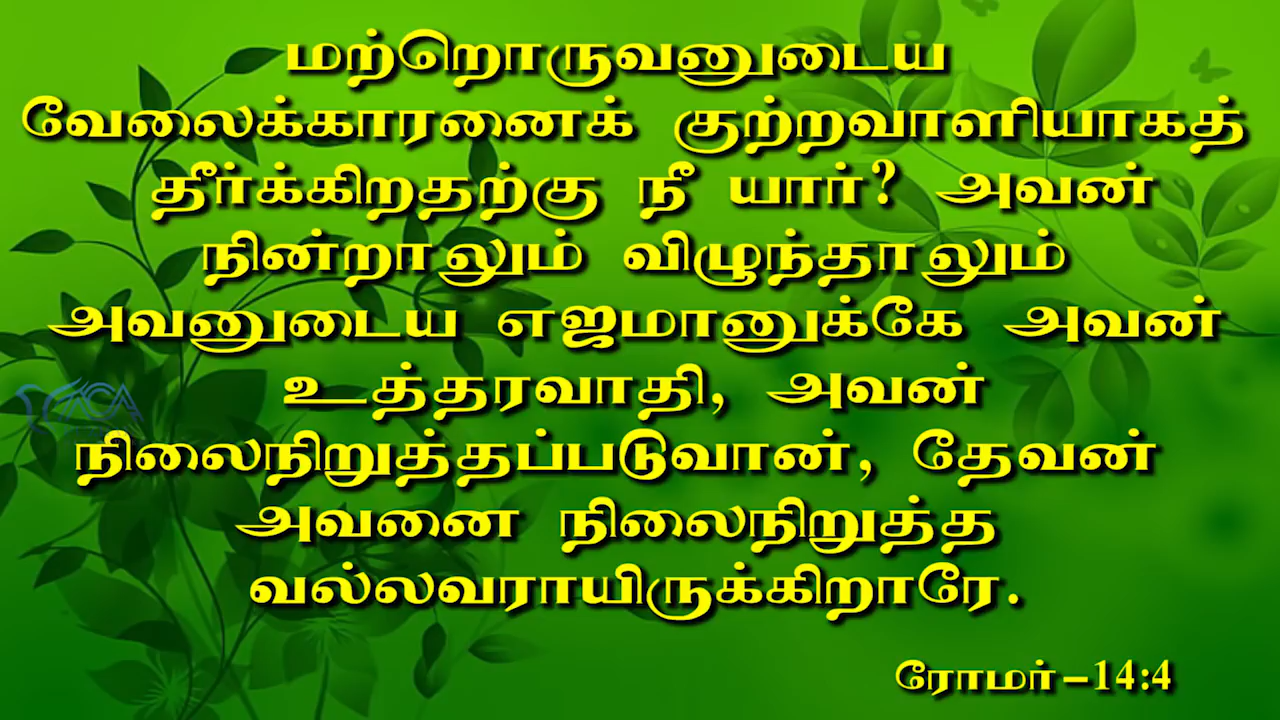 மற்றொருவனுடைய
வேலைக்காரனைக் குற்றவாளியாகத்
தீர்க்கிறதற்கு நீ யார்? அவன்
நின்றாலும் விழுந்தாலும்
அவனுடைய எஜமானுக்கே அவன்
உத்தரவாதி, அவன்
நிலைநிறுத்தப்படுவான், தேவன்
அவனை நிலைநிறுத்த
வல்லவராயிருக்கிறாரே.
ரோமர்-14:4